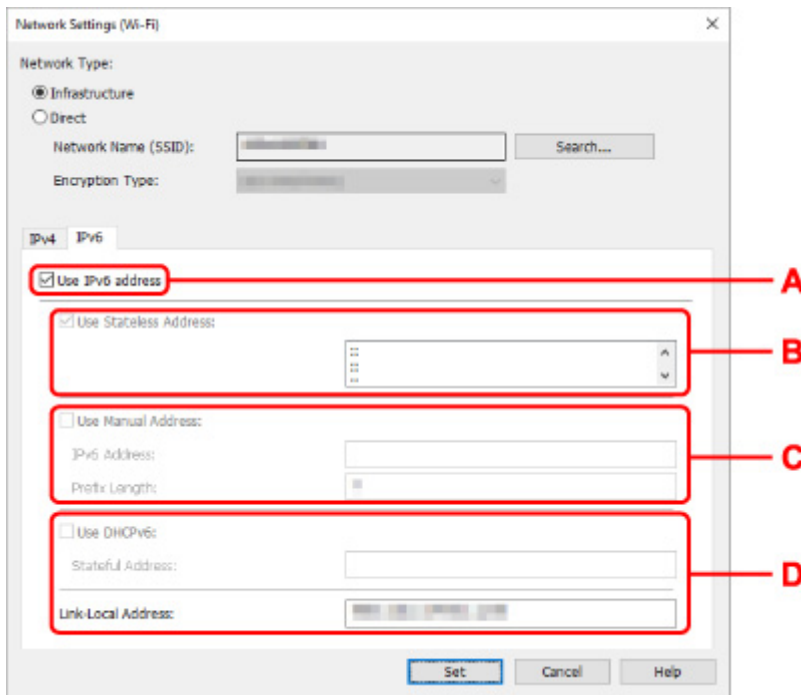 Network Settings (Wi-Fi)
Network Type:
Infrastructure
Direct
Network Name (SSID):
Search...
Encryption Type:
IPv4 IPv6
Use IPv6 address
A
Use Stateless Address:
::
::
::
B
Use Manual Address:
IPv6 Address:
Prefix Length:
C
Use DHCPv6:
Stateful Address:
D
Link-Local Address:
Set Cancel Help